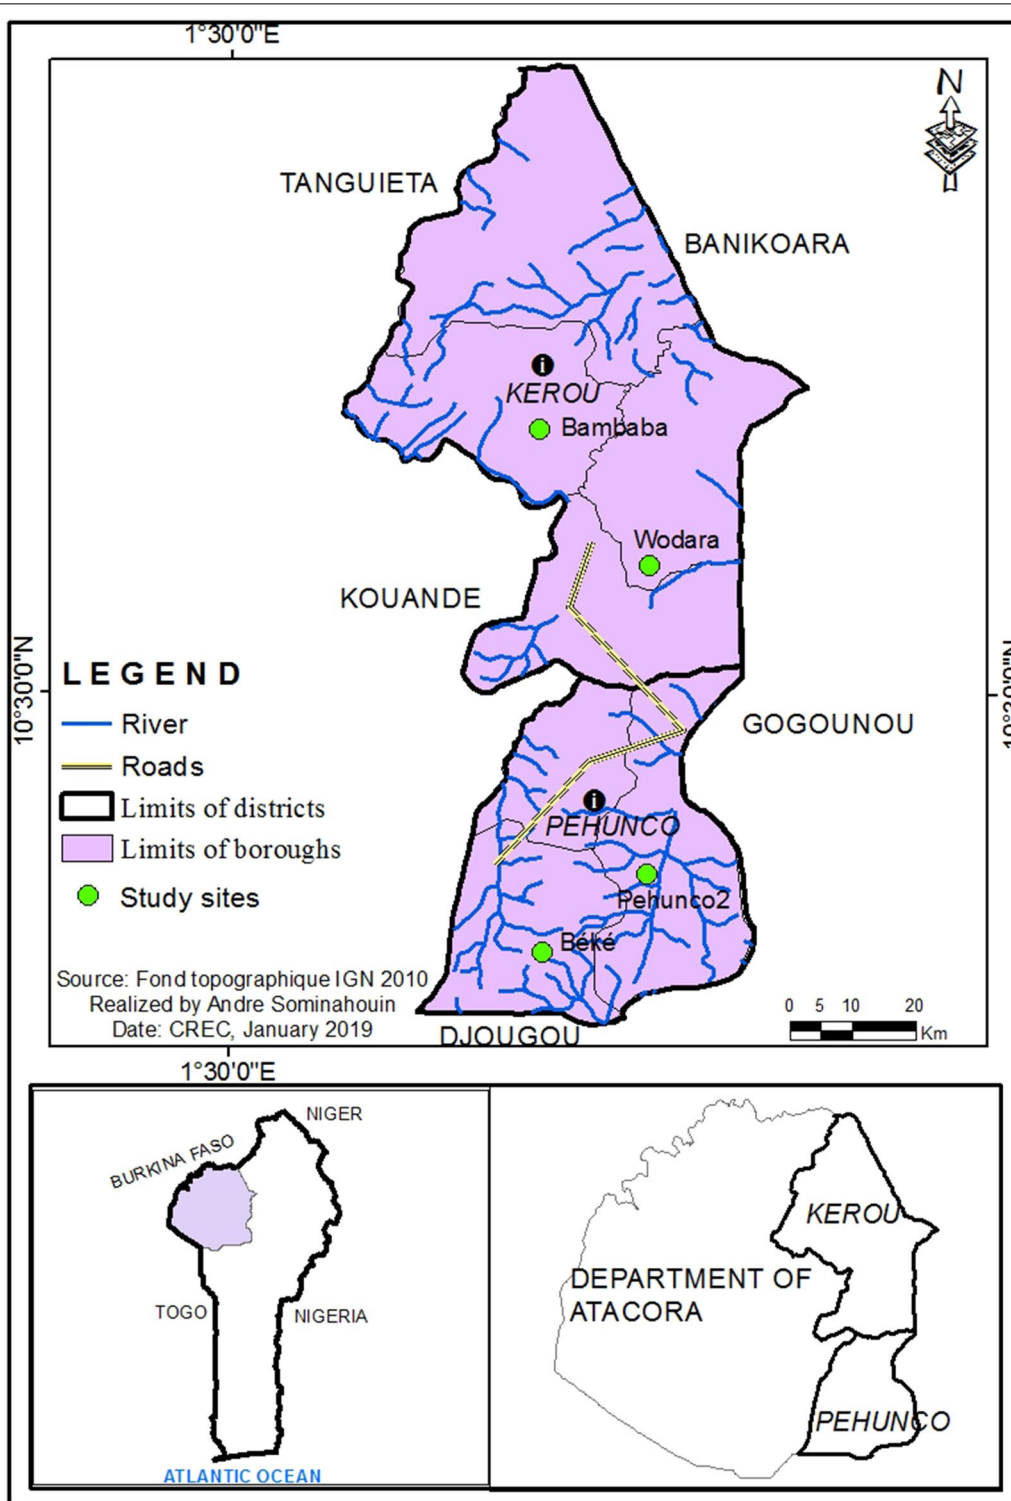 1°30'0"E
N
TANGUIETA
BANIKOARA
i
KEROU
Bambaba
Wodara
KOUANDE
10°30'0"N
LEGEND
River
Roads
Limits of districts
Limits of boroughs
Study sites
GOGOUNOU
i
PEHUNCO
Pehunco2
Béké
Source: Fond topographique IGN 2010
Realized by Andre Sominahouin
Date: CREC, January 2019
DJOUGOU
0 5 10 20
Km
1°30'0"E
NIGER
BURKINA FASO
TOGO
NIGERIA
ATLANTIC OCEAN
KEROU
DEPARTMENT OF
ATACORA
PEHUNCO